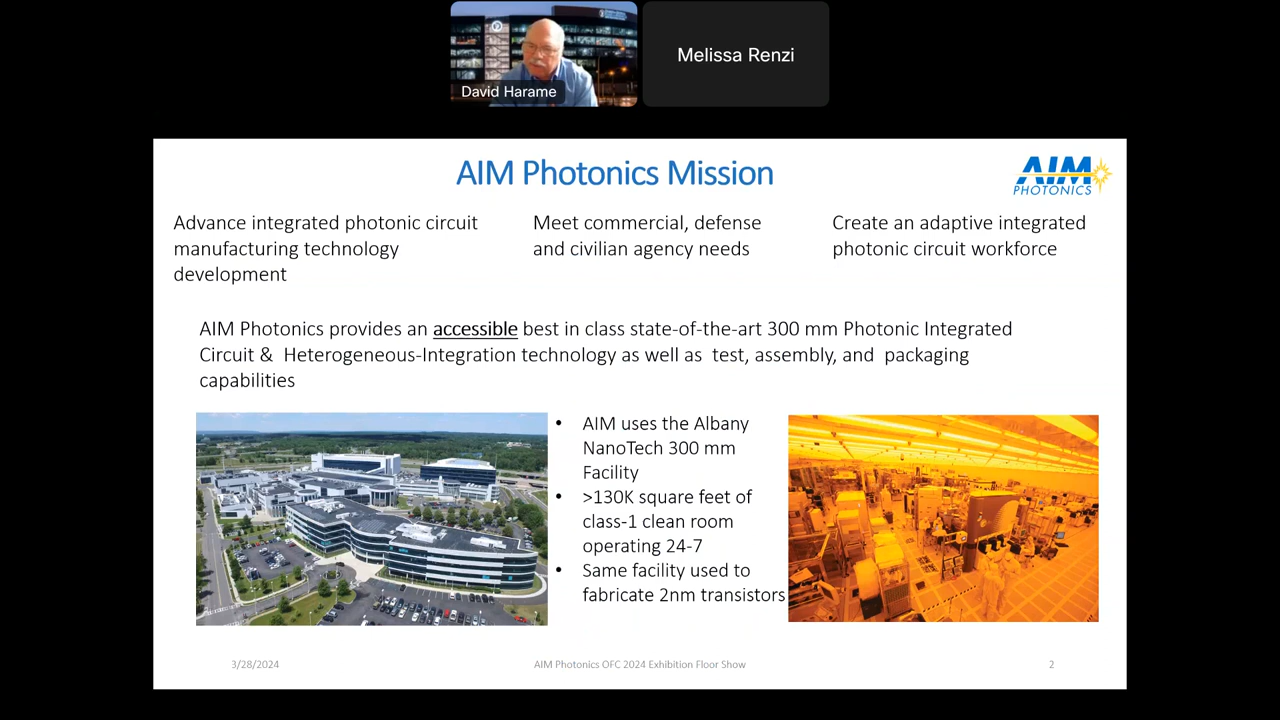 David Harame
Melissa Renzi
AIM Photonics Mission
AIM
PHOTONICS
Advance integrated photonic circuit
manufacturing technology
development
Meet commercial, defense
and civilian agency needs
Create an adaptive integrated
photonic circuit workforce
AIM Photonics provides an accessible best in class state-of-the-art 300 mm Photonic Integrated
Circuit & Heterogeneous-Integration technology as well as test, assembly, and packaging
capabilities
• AIM uses the Albany
NanoTech 300 mm
Facility
• >130K square feet of
class-1 clean room
operating 24-7
• Same facility used to
fabricate 2nm transistors
3/28/2024
AIM Photonics OFC 2024 Exhibition Floor Show
2